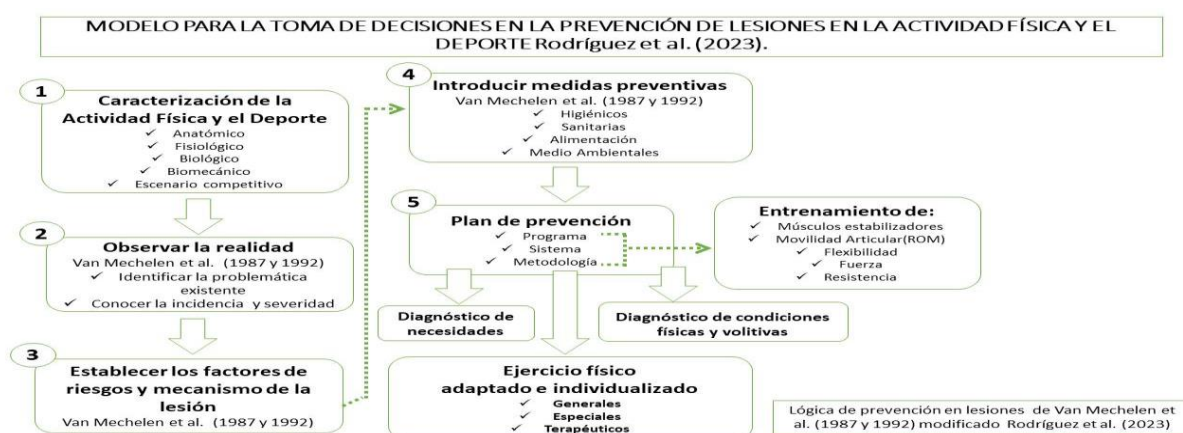 MODELO PARA LA TOMA DE DECISIONES EN LA PREVENCIÓN DE LESIONES EN LA ACTIVIDAD FÍSICA Y EL
DEPORTE Rodríguez et al. (2023).
1
Caracterización de la
Actividad Física y el Deporte
✓ Anatómico
✓ Fisiológico
✓ Biológico
✓ Biomecánico
✓ Escenario competitivo
2
Observar la realidad
Van Mechelen et al. (1987 y 1992)
✓ Identificar la problemática
existente
✓ Conocer la incidencia y severidad
3
Establecer los factores de
riesgos y mecanismo de la
lesión
Van Mechelen et al. (1987 y 1992)
4
Introducir medidas preventivas
Van Mechelen et al. (1987 y 1992)
✓ Higiénicos
✓ Sanitarias
✓ Alimentación
✓ Medio Ambientales
5
Plan de prevención
✓ Programa
✓ Sistema
✓ Metodología
Entrenamiento de:
✓ Músculos estabilizadores
✓ Movilidad Articular(ROM)
✓ Flexibilidad
✓ Fuerza
✓ Resistencia
Diagnóstico de
necesidades
Diagnóstico de condiciones
físicas y volitivas
Ejercicio físico
adaptado e individualizado
✓ Generales
✓ Especiales
✓ Terapéuticos
Lógica de prevención en lesiones de Van Mechelen et
al. (1987 y 1992) modificado Rodríguez et al. (2023)